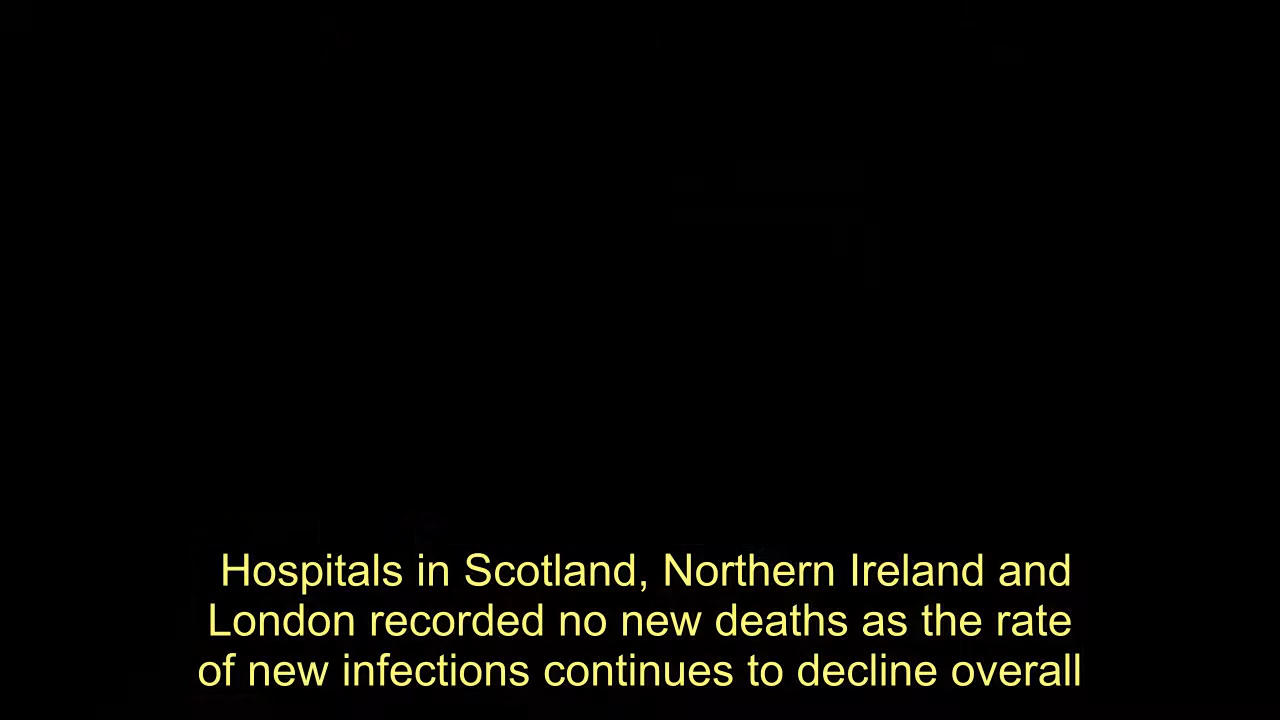 Hospitals in Scotland, Northern Ireland and
London recorded no new deaths as the rate
of new infections continues to decline overall